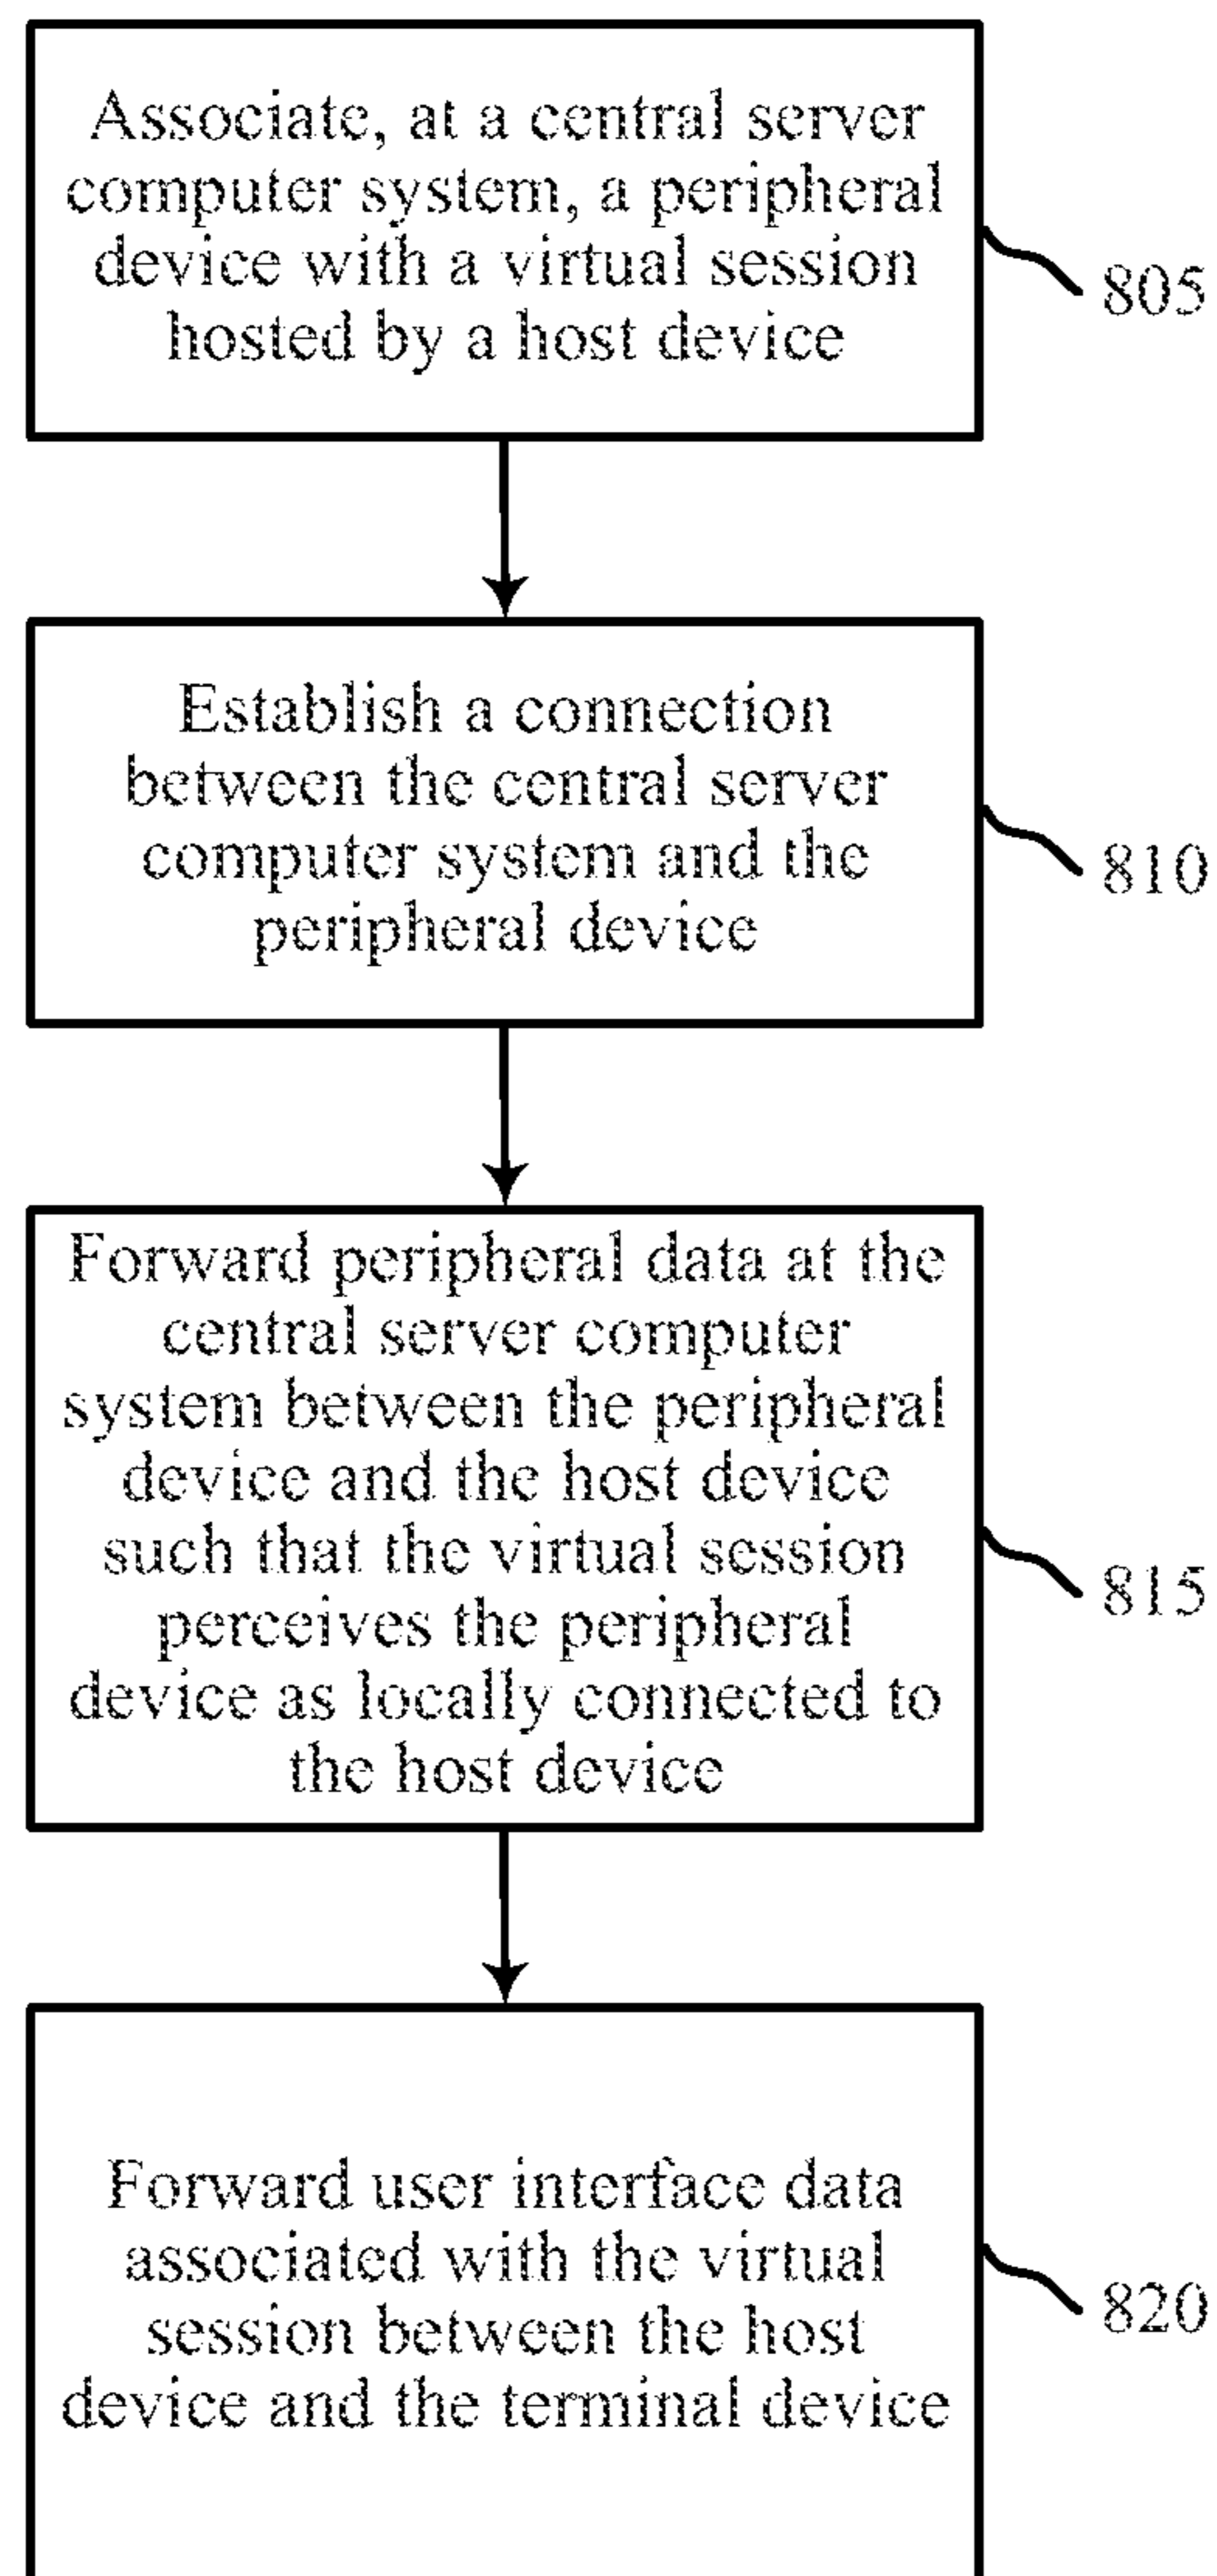 Associate, at a central server
computer system, a peripheral
device with a virtual session
hosted by a host device
805
Establish a connection
between the central server
computer system and the
peripheral device
810
Forward peripheral data at the
central server computer
system between the peripheral
device and the host device
such that the virtual session
perceives the peripheral
device as locally connected to
the host device
815
Forward user interface data
associated with the virtual
session between the host
device and the terminal device
820